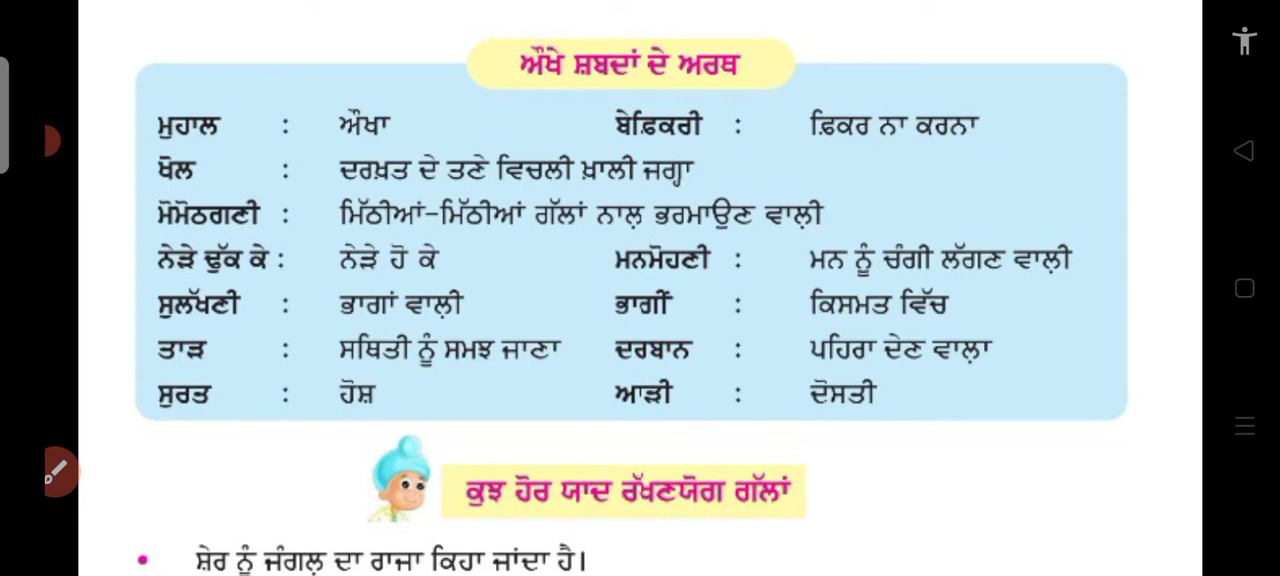 ਔਖੇ ਸ਼ਬਦਾਂ ਦੇ ਅਰਥ
ਮੁਹਾਲ : ਔਖਾ ਬੇਫ਼ਿਕਰੀ : ਫ਼ਿਕਰ ਨਾ ਕਰਨਾ
ਖੋਲ : ਦਰਖ਼ਤ ਦੇ ਤਣੇ ਵਿਚਲੀ ਖ਼ਾਲੀ ਜਗ੍ਹਾ
ਮੋਮੋਠਗਣੀ : ਮਿੱਠੀਆਂ-ਮਿੱਠੀਆਂ ਗੱਲਾਂ ਨਾਲ਼ ਭਰਮਾਉਣ ਵਾਲ਼ੀ
ਨੇੜੇ ਢੁੱਕ ਕੇ : ਨੇੜੇ ਹੋ ਕੇ ਮਨਮੋਹਣੀ : ਮਨ ਨੂੰ ਚੰਗੀ ਲੱਗਣ ਵਾਲ਼ੀ
ਸੁਲੱਖਣੀ : ਭਾਗਾਂ ਵਾਲ਼ੀ ਭਾਗੀਂ : ਕਿਸਮਤ ਵਿੱਚ
ਤਾੜ : ਸਥਿਤੀ ਨੂੰ ਸਮਝ ਜਾਣਾ ਦਰਬਾਨ : ਪਹਿਰਾ ਦੇਣ ਵਾਲ਼ਾ
ਸੁਰਤ : ਹੋਸ਼ ਆੜੀ : ਦੋਸਤੀ
ਕੁਝ ਹੋਰ ਯਾਦ ਰੱਖਣਯੋਗ ਗੱਲਾਂ
• ਸ਼ੇਰ ਨੂੰ ਜੰਗਲ਼ ਦਾ ਰਾਜਾ ਕਿਹਾ ਜਾਂਦਾ ਹੈ।